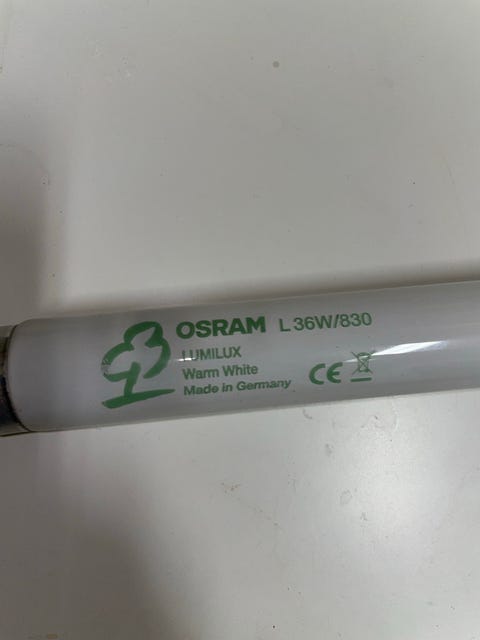 OSRAM L 36W/830
LUMILUX
Warm White
Made in Germany CE